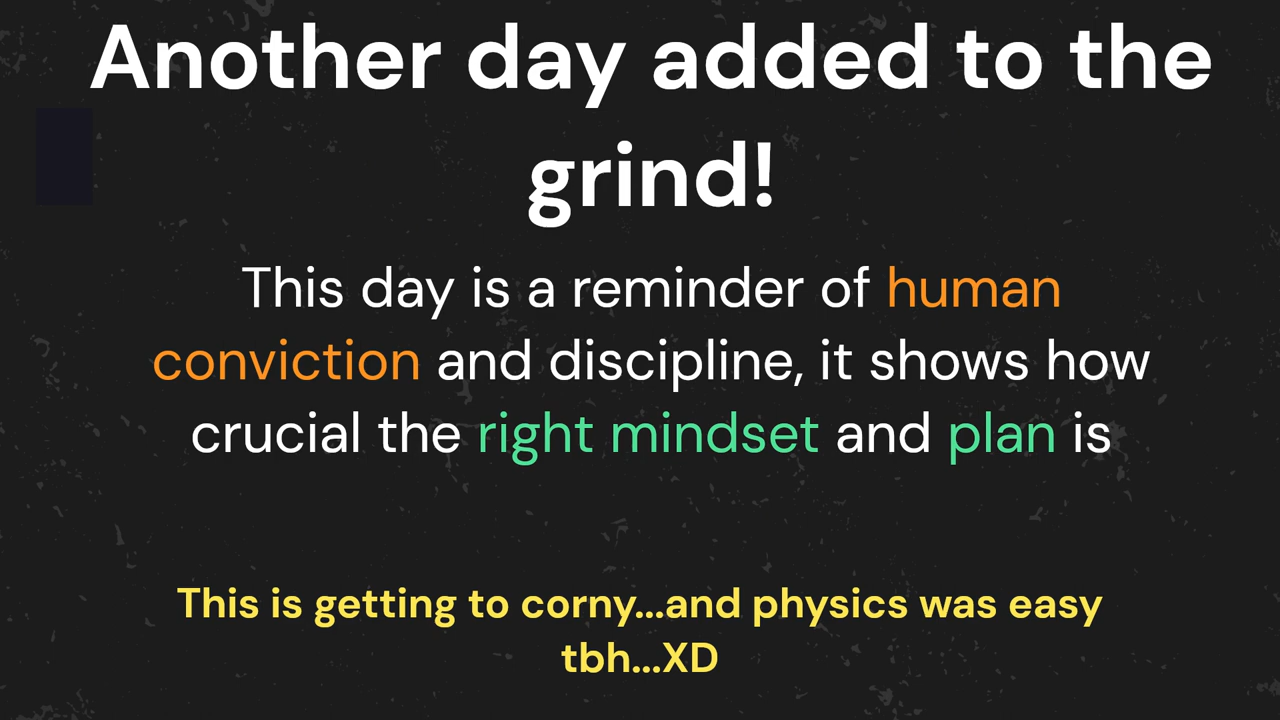 Another day added to the
grind!
This day is a reminder of human
conviction and discipline, it shows how
crucial the right mindset and plan is
This is getting to corny...and physics was easy
tbh...XD